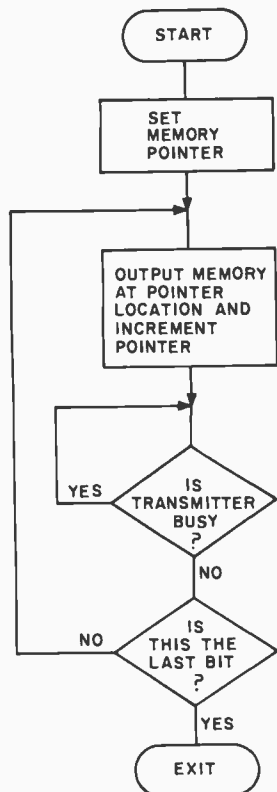 START
SET
MEMORY
POINTER
OUTPUT MEMORY
AT POINTER
LOCATION AND
INCREMENT
POINTER
IS
TRANSMITTER
BUSY
?
YES
NO
IS
THIS THE
LAST BIT
?
NO
YES
EXIT